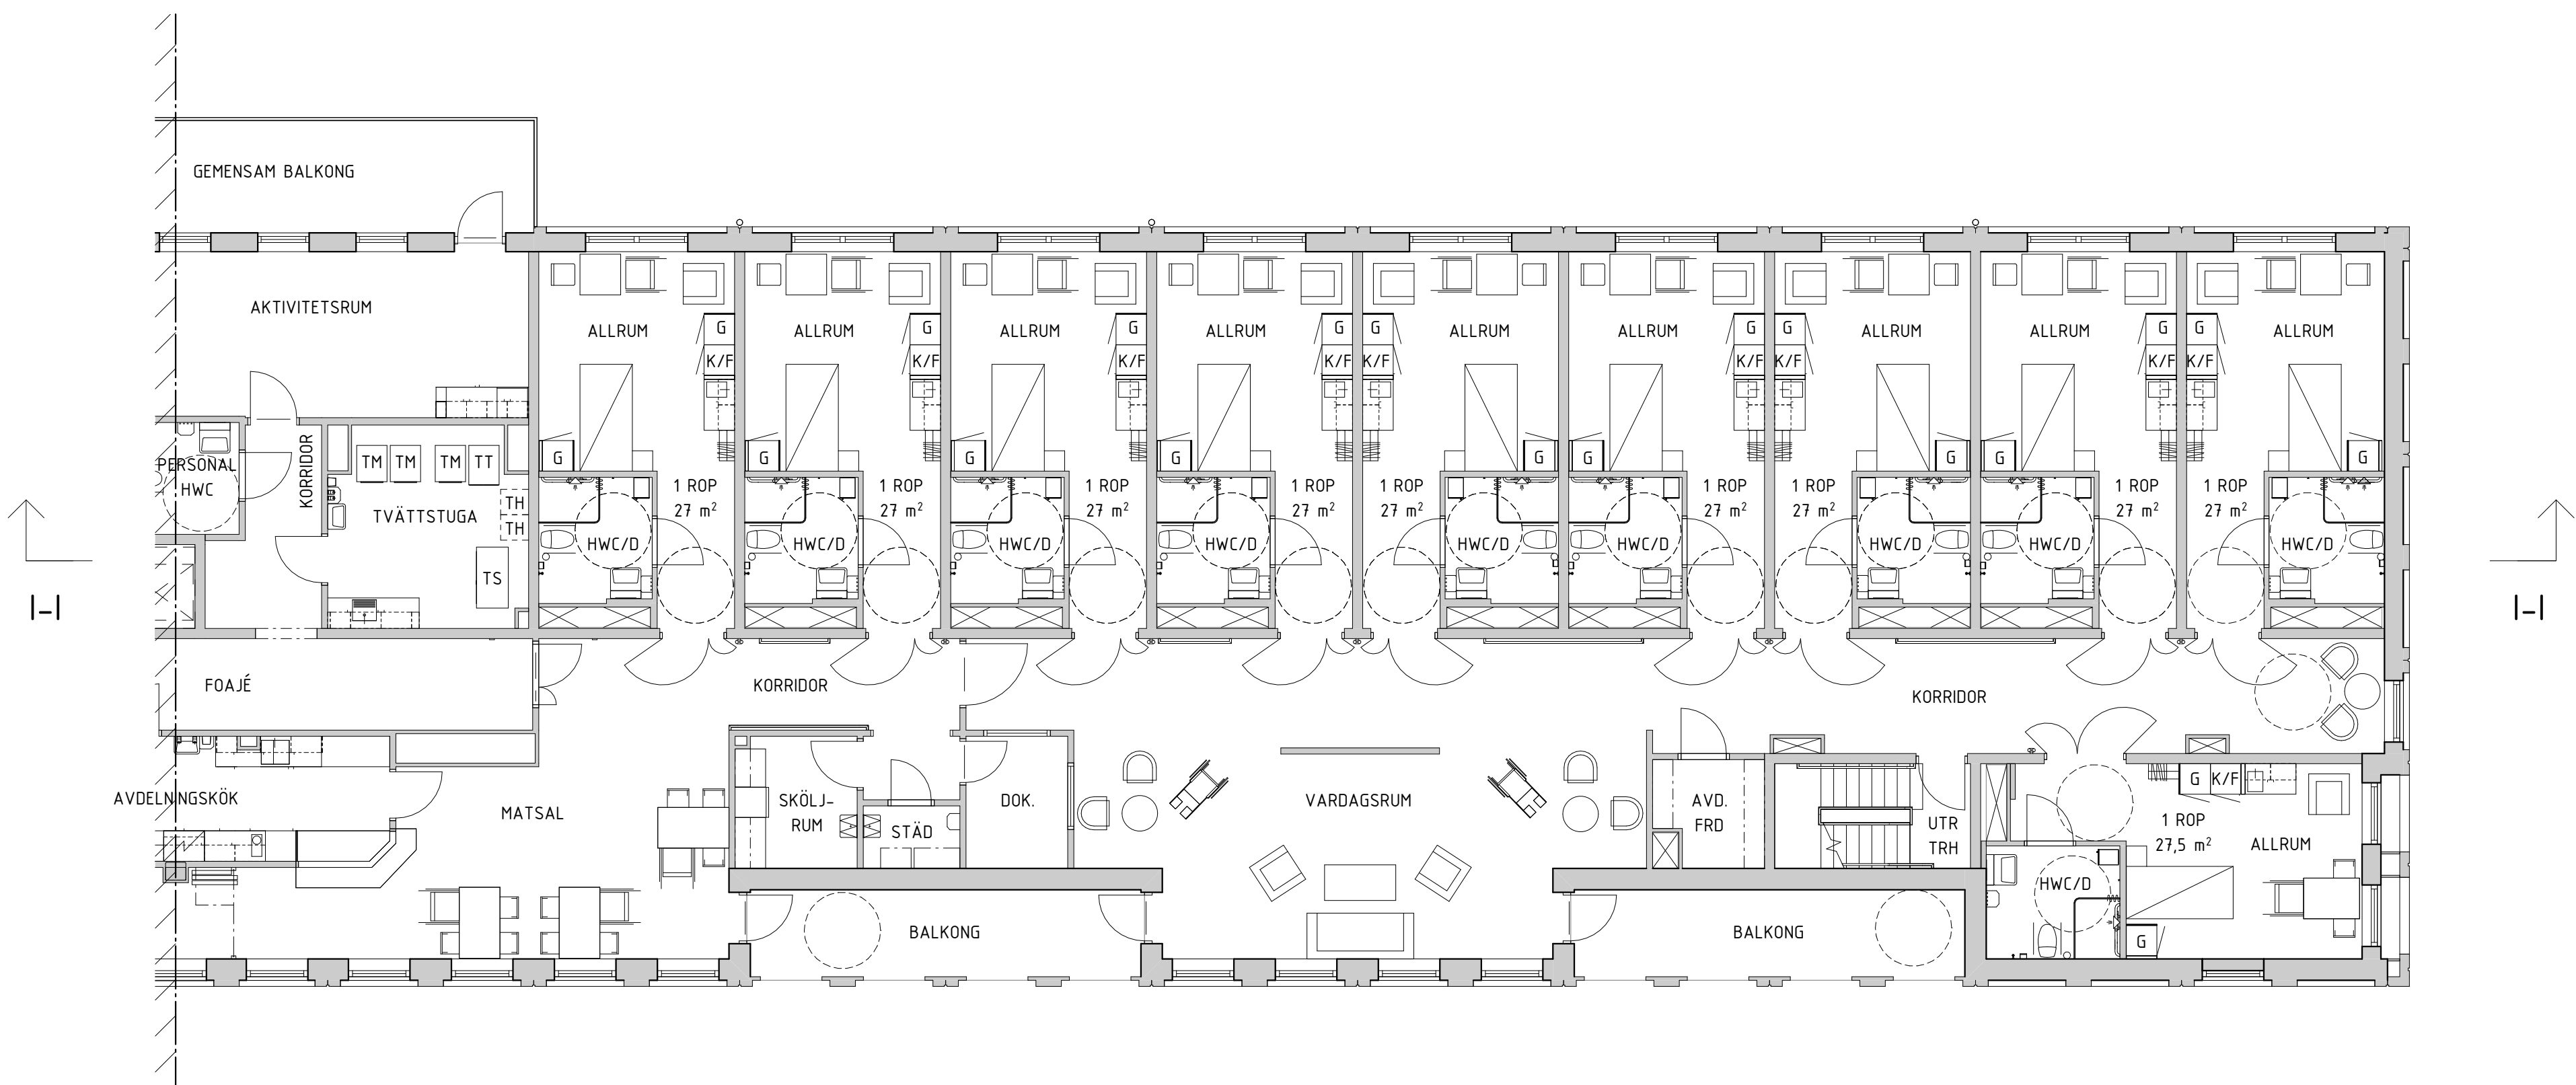 GEMENSAM BALKONG
AKTIVITETSRUM
ALLRUM
ALLRUM
ALLRUM
ALLRUM
ALLRUM
ALLRUM
ALLRUM
ALLRUM
ALLRUM
G
G
G
G
G
G
G
G
G
K/F
K/F
K/F
K/F
K/F
K/F
K/F
K/F
K/F
G
G
G
G
G
G
G
G
G
PERSONAL
HWC
KORRIDOR
TM
TM
TM
TT
TH
TH
TVÄTTSTUGA
TS
1 ROP
27 m²
1 ROP
27 m²
1 ROP
27 m²
1 ROP
27 m²
1 ROP
27 m²
1 ROP
27 m²
1 ROP
27 m²
1 ROP
27 m²
1 ROP
27 m²
HWC/D
HWC/D
HWC/D
HWC/D
HWC/D
HWC/D
HWC/D
HWC/D
HWC/D
I-I
I-I
FOAJÉ
KORRIDOR
KORRIDOR
AVDELNINGSKÖK
MATSAL
SKÖLJ-
RUM
STÄD
DOK.
VARDAGSRUM
AVD.
FRD
UTR
TRH
G
K/F
1 ROP
27,5 m²
ALLRUM
HWC/D
G
BALKONG
BALKONG